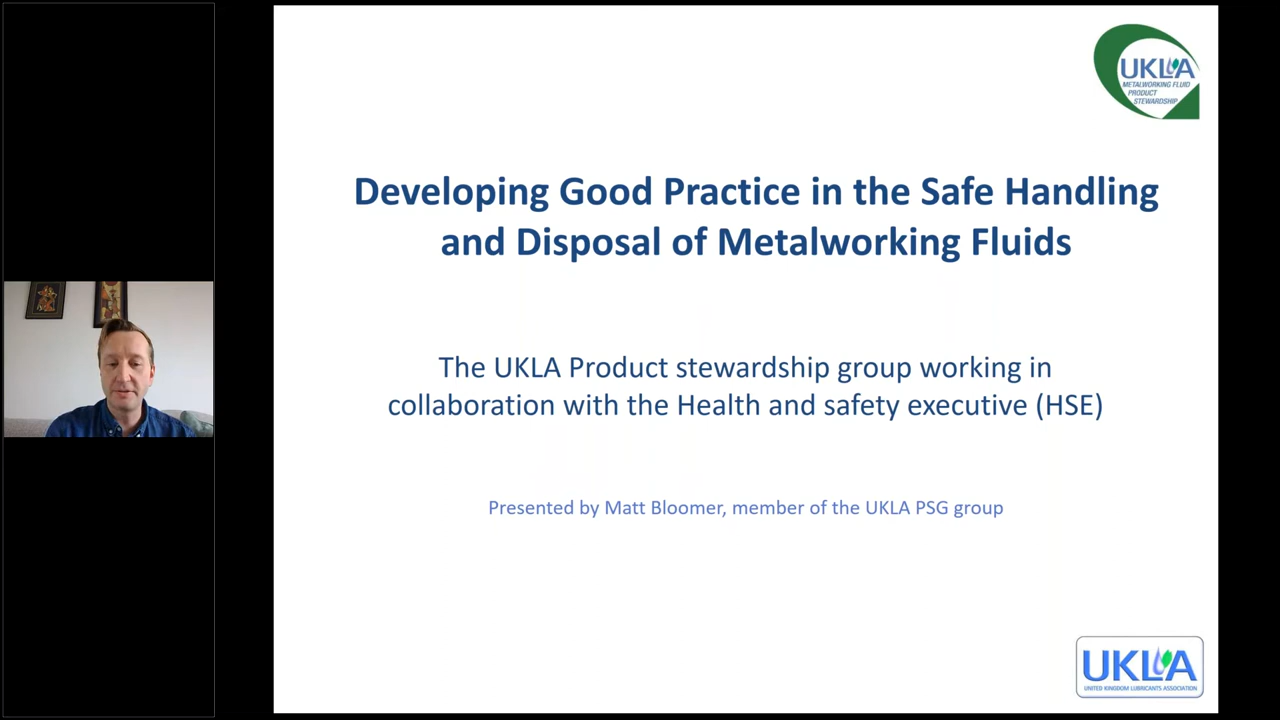 UKLA
METALWORKING FLUID
PRODUCT
STEWARDSHIP
Developing Good Practice in the Safe Handling
and Disposal of Metalworking Fluids
The UKLA Product stewardship group working in
collaboration with the Health and safety executive (HSE)
Presented by Matt Bloomer, member of the UKLA PSG group
UKLA
UNITED KINGDOM LUBRICANTS ASSOCIATION